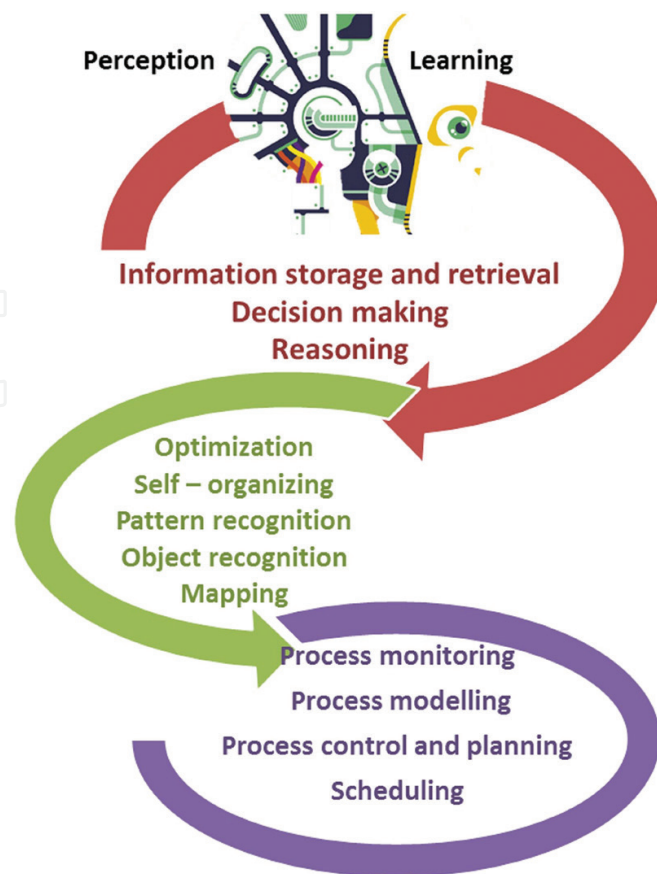 Perception
Learning
Information storage and retrieval
Decision making
Reasoning
Optimization
Self – organizing
Pattern recognition
Object recognition
Mapping
Process monitoring
Process modelling
Process control and planning
Scheduling